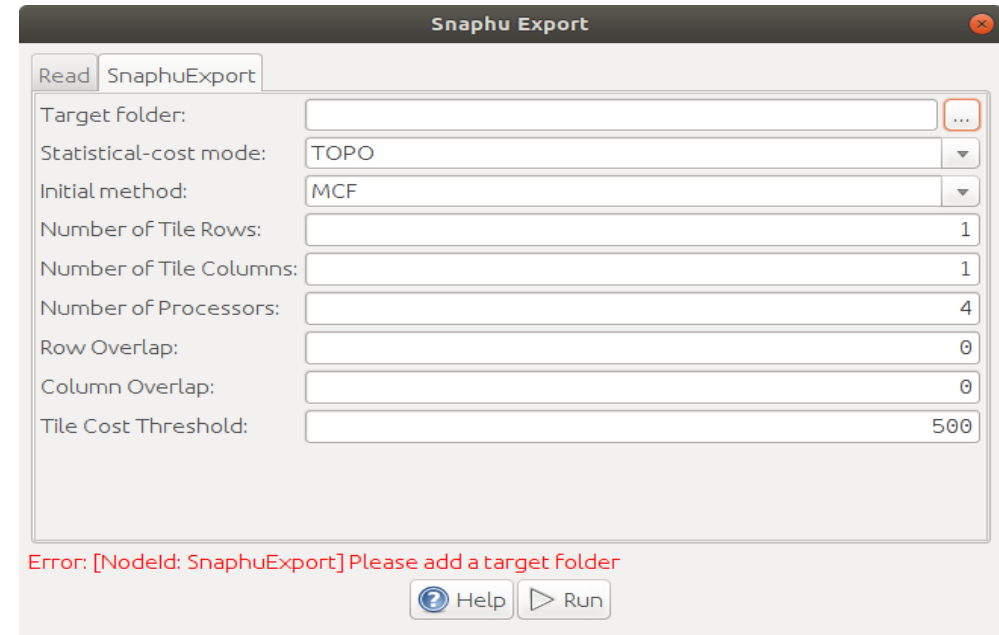 Snaphu Export
Read SnaphuExport
Target folder: ...
Statistical-cost mode: TOPO
Initial method: MCF
Number of Tile Rows: 1
Number of Tile Columns: 1
Number of Processors: 4
Row Overlap: 0
Column Overlap: 0
Tile Cost Threshold: 500
Error: [NodeId: SnaphuExport] Please add a target folder
Help Run